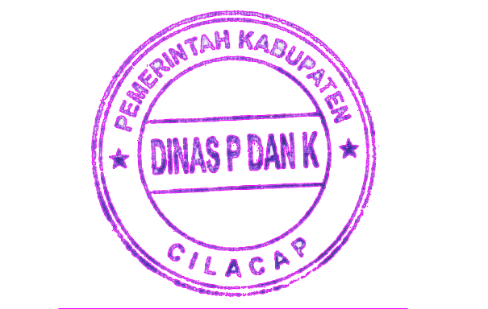 PEMERINTAH KABUPATEN
DINAS P DAN K
CILACAP